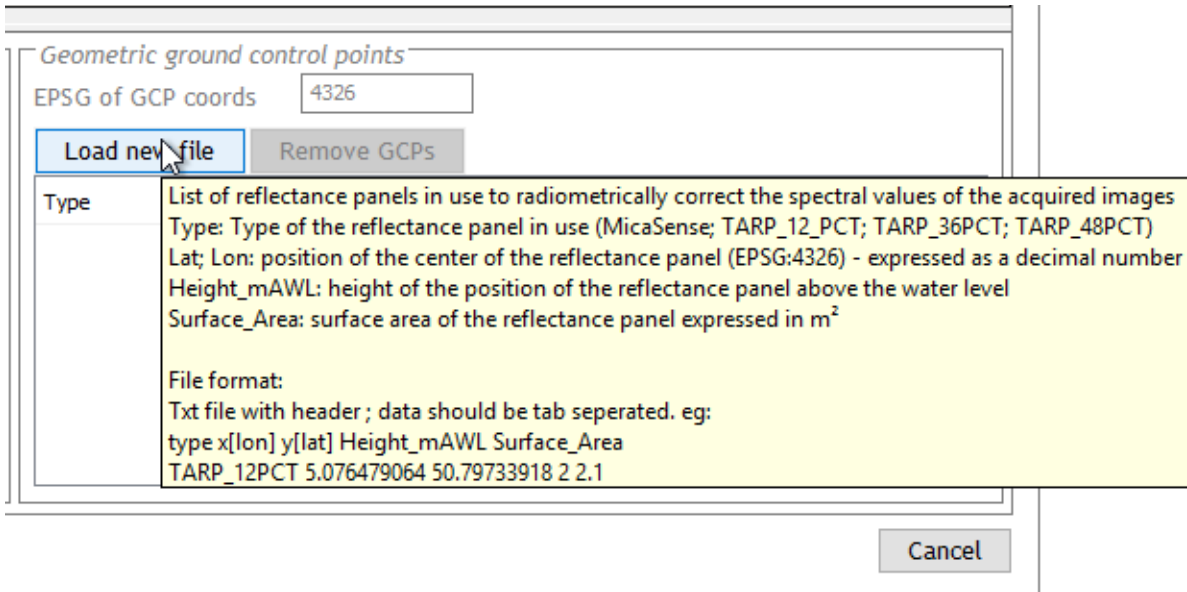 Geometric ground control points
EPSG of GCP coords 4326
Load new file Remove GCPs
Type
List of reflectance panels in use to radiometrically correct the spectral values of the acquired images
Type: Type of the reflectance panel in use (MicaSense; TARP_12_PCT; TARP_36PCT; TARP_48PCT)
Lat; Lon: position of the center of the reflectance panel (EPSG:4326) - expressed as a decimal number
Height_mAWL: height of the position of the reflectance panel above the water level
Surface_Area: surface area of the reflectance panel expressed in m²
File format:
Txt file with header ; data should be tab seperated. eg:
type x[lon] y[lat] Height_mAWL Surface_Area
TARP_12PCT 5.076479064 50.79733918 2 2.1
Cancel